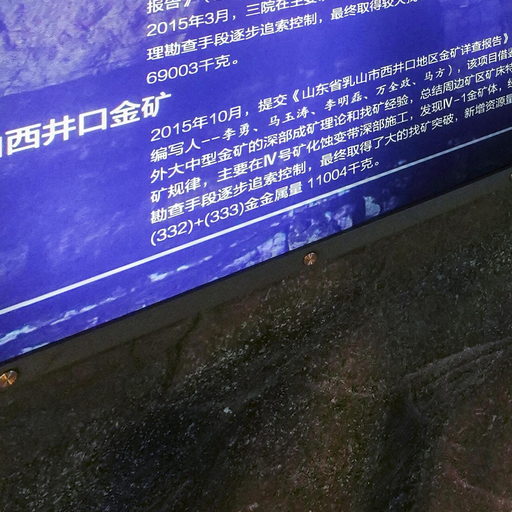 报告》
2015年3月，三院在主要
理勘查手段逐步追索控制，最终取得较大
69003千克。
山西井口金矿
2015年10月，提交《山东省乳山市西井口地区金矿详查报告》
编写人--李勇、马玉涛、李明磊、万全政、马方），该项目借
外大中型金矿的深部成矿理论和找矿经验，总结周边矿区矿床特
矿规律，主要在Ⅳ号矿化蚀变带深部施工，发现Ⅳ-1金矿体，
勘查手段逐步追索控制，最终取得了大的找矿突破，新增资源量
(332)+(333)金金属量 11004千克。